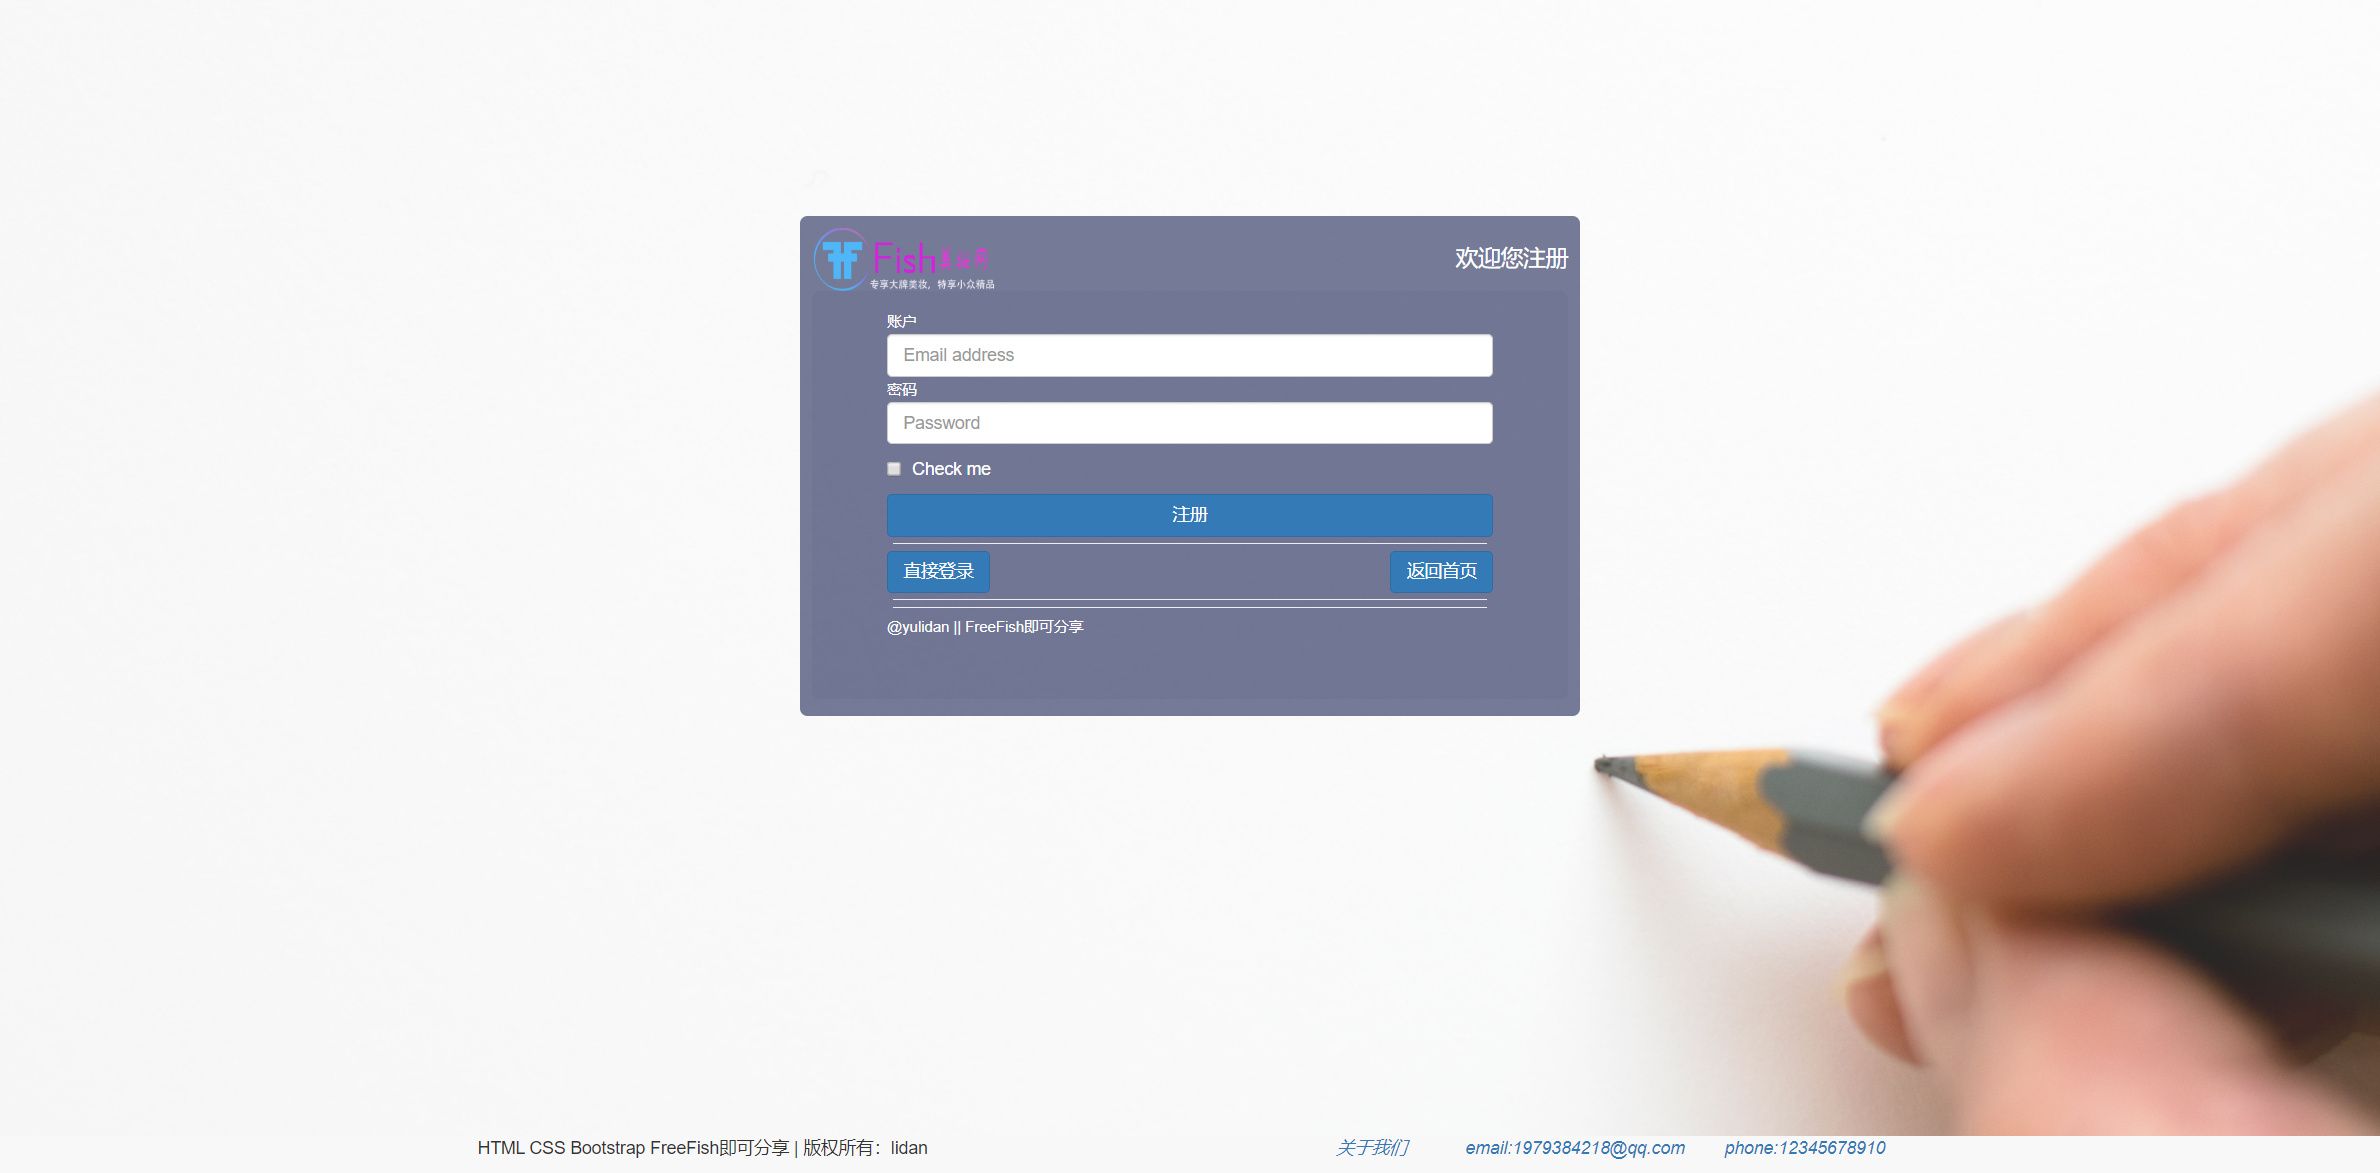 Fish美妆网
专享大牌美妆，特享小众精品
欢迎您注册
账户
Email address
密码
Password
Check me
注册
直接登录 返回首页
@yulidan || FreeFish即可分享
HTML CSS Bootstrap FreeFish即可分享 | 版权所有：lidan 关于我们 email:1979384218@qq.com phone:12345678910